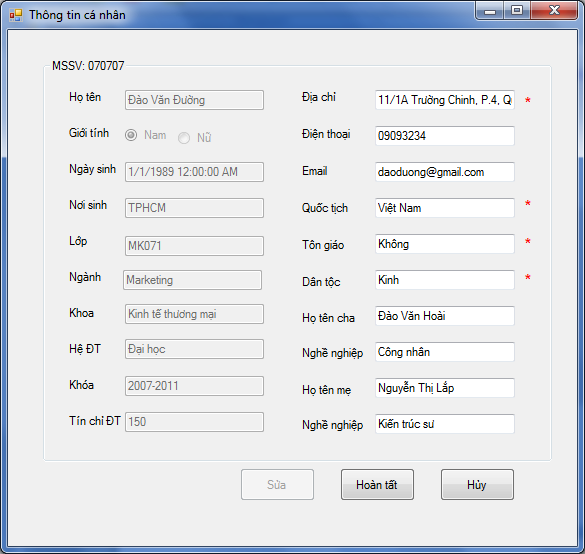 Thông tin cá nhân
MSSV: 070707
Họ tên Đào Văn Đường
Giới tính Nam Nữ
Ngày sinh 1/1/1989 12:00:00 AM
Nơi sinh TPHCM
Lớp MK071
Ngành Marketing
Khoa Kinh tế thương mại
Hệ ĐT Đại học
Khóa 2007-2011
Tín chỉ ĐT 150
Địa chỉ 11/1A Trường Chinh, P.4, Q *
Điện thoại 09093234
Email daoduong@gmail.com
Quốc tịch Việt Nam *
Tôn giáo Không *
Dân tộc Kinh *
Họ tên cha Đào Văn Hoài
Nghề nghiệp Công nhân
Họ tên mẹ Nguyễn Thị Lắp
Nghề nghiệp Kiến trúc sư
Sửa Hoàn tất Hủy